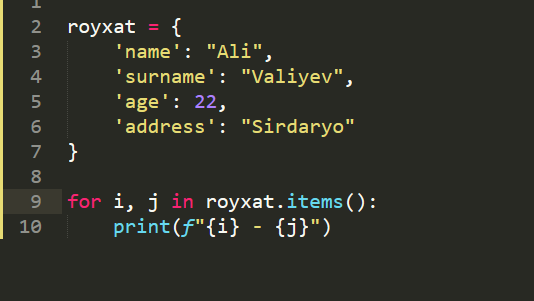 1
2 royxat = {
3     'name': "Ali",
4     'surname': "Valiyev",
5     'age': 22,
6     'address': "Sirdaryo"
7 }
8
9 for i, j in royxat.items():
10     print(f"{i} - {j}")